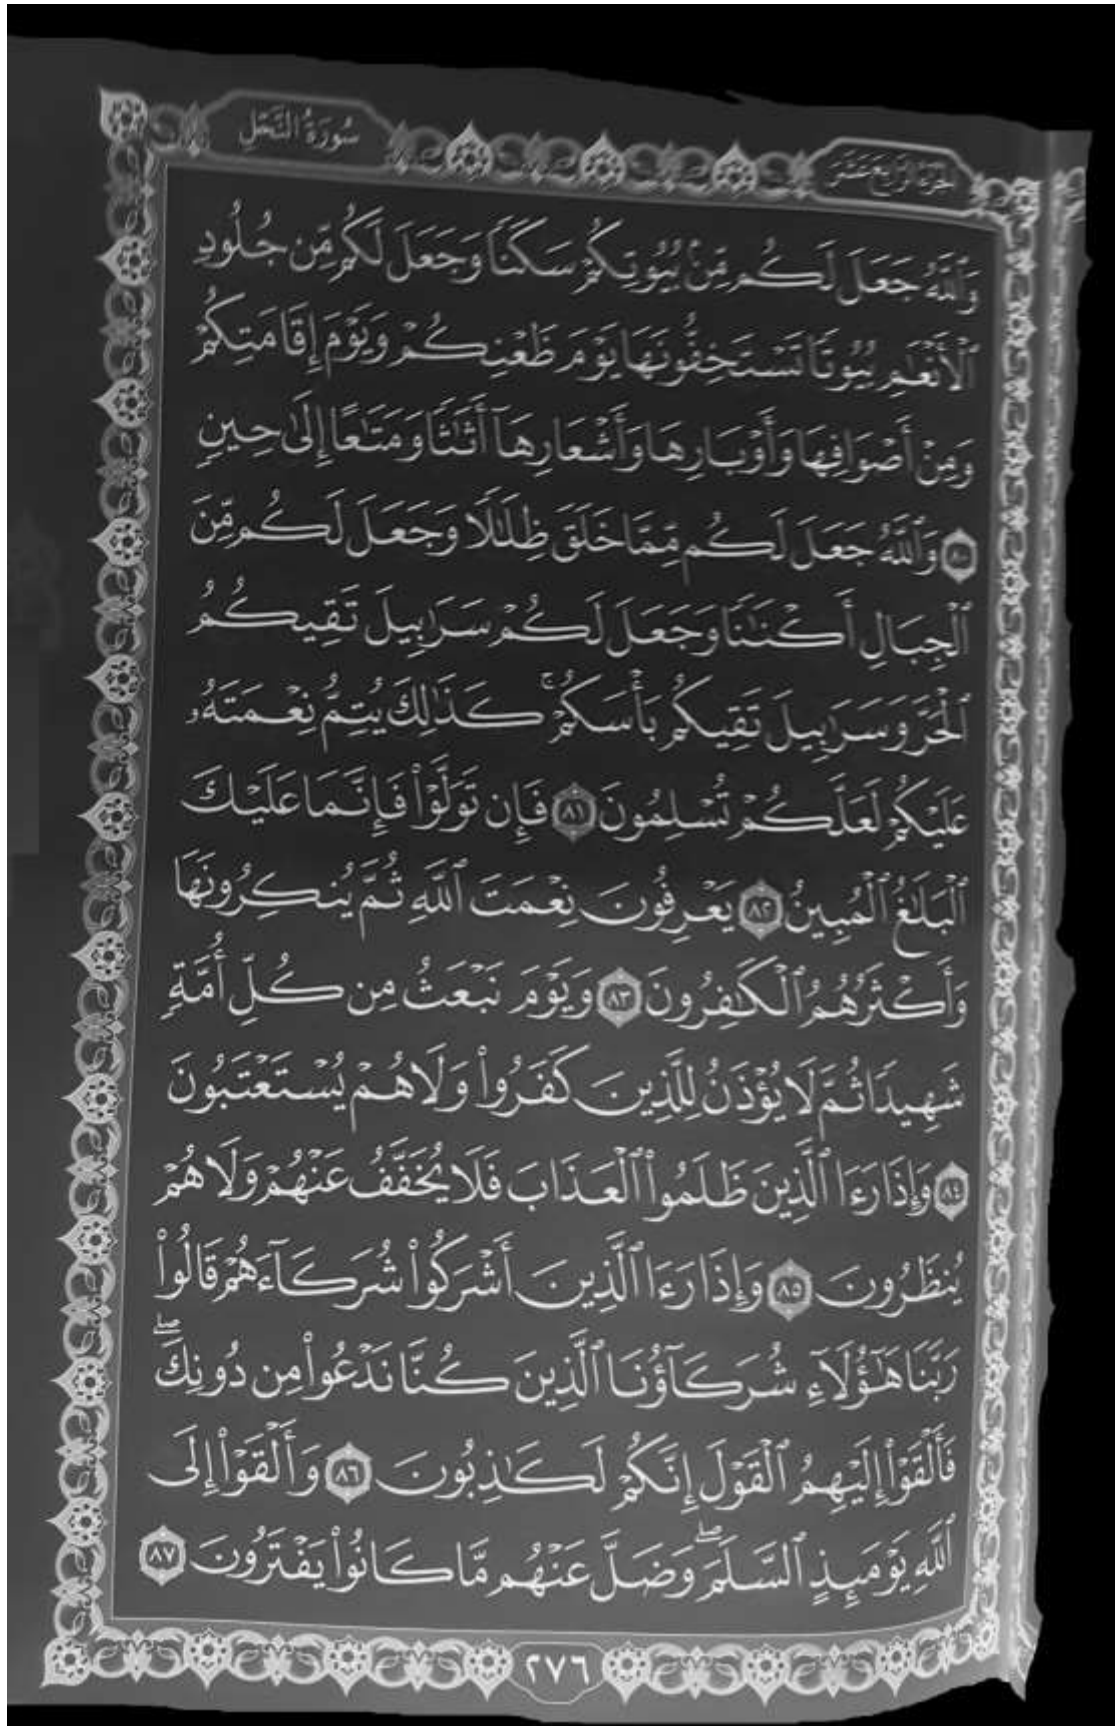 الجزء الرابع عشر
سورة النحل
وَٱللَّهُ جَعَلَ لَكُم مِّنۢ بُيُوتِكُمۡ سَكَنٗا وَجَعَلَ لَكُم مِّن جُلُودِ
ٱلۡأَنۡعَٰمِ بُيُوتٗا تَسۡتَخِفُّونَهَا يَوۡمَ ظَعۡنِكُمۡ وَيَوۡمَ إِقَامَتِكُمۡ
وَمِنۡ أَصۡوَافِهَا وَأَوۡبَارِهَا وَأَشۡعَارِهَآ أَثَٰثٗا وَمَتَٰعًا إِلَىٰ حِينٖ
٨٠ وَٱللَّهُ جَعَلَ لَكُم مِّمَّا خَلَقَ ظِلَٰلٗا وَجَعَلَ لَكُم مِّنَ
ٱلۡجِبَالِ أَكۡنَٰنٗا وَجَعَلَ لَكُمۡ سَرَٰبِيلَ تَقِيكُمُ
ٱلۡحَرَّ وَسَرَٰبِيلَ تَقِيكُم بَأۡسَكُمۡۚ كَذَٰلِكَ يُتِمُّ نِعۡمَتَهُۥ
عَلَيۡكُمۡ لَعَلَّكُمۡ تُسۡلِمُونَ ٨١ فَإِن تَوَلَّوۡاْ فَإِنَّمَا عَلَيۡكَ
ٱلۡبَلَٰغُ ٱلۡمُبِينُ ٨٢ يَعۡرِفُونَ نِعۡمَتَ ٱللَّهِ ثُمَّ يُنكِرُونَهَا
وَأَكۡثَرُهُمُ ٱلۡكَٰفِرُونَ ٨٣ وَيَوۡمَ نَبۡعَثُ مِن كُلِّ أُمَّةٖ
شَهِيدٗا ثُمَّ لَا يُؤۡذَنُ لِلَّذِينَ كَفَرُواْ وَلَا هُمۡ يُسۡتَعۡتَبُونَ
٨٤ وَإِذَا رَءَا ٱلَّذِينَ ظَلَمُواْ ٱلۡعَذَابَ فَلَا يُخَفَّفُ عَنۡهُمۡ وَلَا هُمۡ
يُنظَرُونَ ٨٥ وَإِذَا رَءَا ٱلَّذِينَ أَشۡرَكُواْ شُرَكَآءَهُمۡ قَالُواْ
رَبَّنَا هَٰٓؤُلَآءِ شُرَكَآؤُنَا ٱلَّذِينَ كُنَّا نَدۡعُواْ مِن دُونِكَۖ
فَأَلۡقَوۡاْ إِلَيۡهِمُ ٱلۡقَوۡلَ إِنَّكُمۡ لَكَٰذِبُونَ ٨٦ وَأَلۡقَوۡاْ إِلَى
ٱللَّهِ يَوۡمَئِذٍ ٱلسَّلَمَۖ وَضَلَّ عَنۡهُم مَّا كَانُواْ يَفۡتَرُونَ ٨٧
٢٧٦